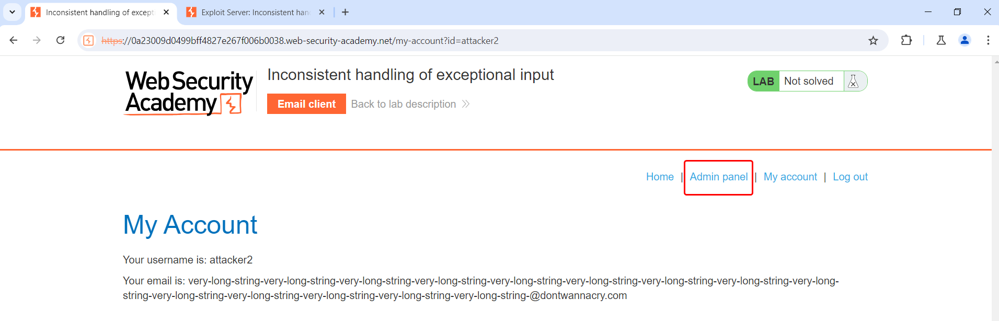 Inconsistent handling of except
Exploit Server: Inconsistent han
https://0a23009d0499bff4827e267f006b0038.web-security-academy.net/my-account?id=attacker2
Web Security
Academy
Inconsistent handling of exceptional input
Email client
Back to lab description
LAB Not solved
Home | Admin panel | My account | Log out
My Account
Your username is: attacker2
Your email is: very-long-string-very-long-string-very-long-string-very-long-string-very-long-string-very-long-string-very-long-string-very-long-string-very-long-
string-very-long-string-very-long-string-very-long-string-very-long-string-very-long-string-@dontwannacry.com